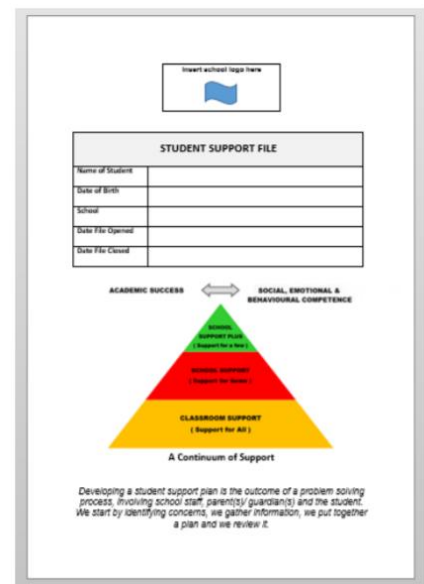 Insert school logo here
STUDENT SUPPORT FILE
Name of Student
Date of Birth
School
Date File Opened
Date File Closed
ACADEMIC SUCCESS
SOCIAL, EMOTIONAL &
BEHAVIOURAL COMPETENCE
SCHOOL
SUPPORT PLUS
( Support for a few )
SCHOOL SUPPORT
( Support for Some )
CLASSROOM SUPPORT
( Support for All )
A Continuum of Support
Developing a student support plan is the outcome of a problem solving
process, involving school staff, parent(s)/ guardian(s) and the student.
We start by identifying concerns, we gather information, we put together
a plan and we review it.